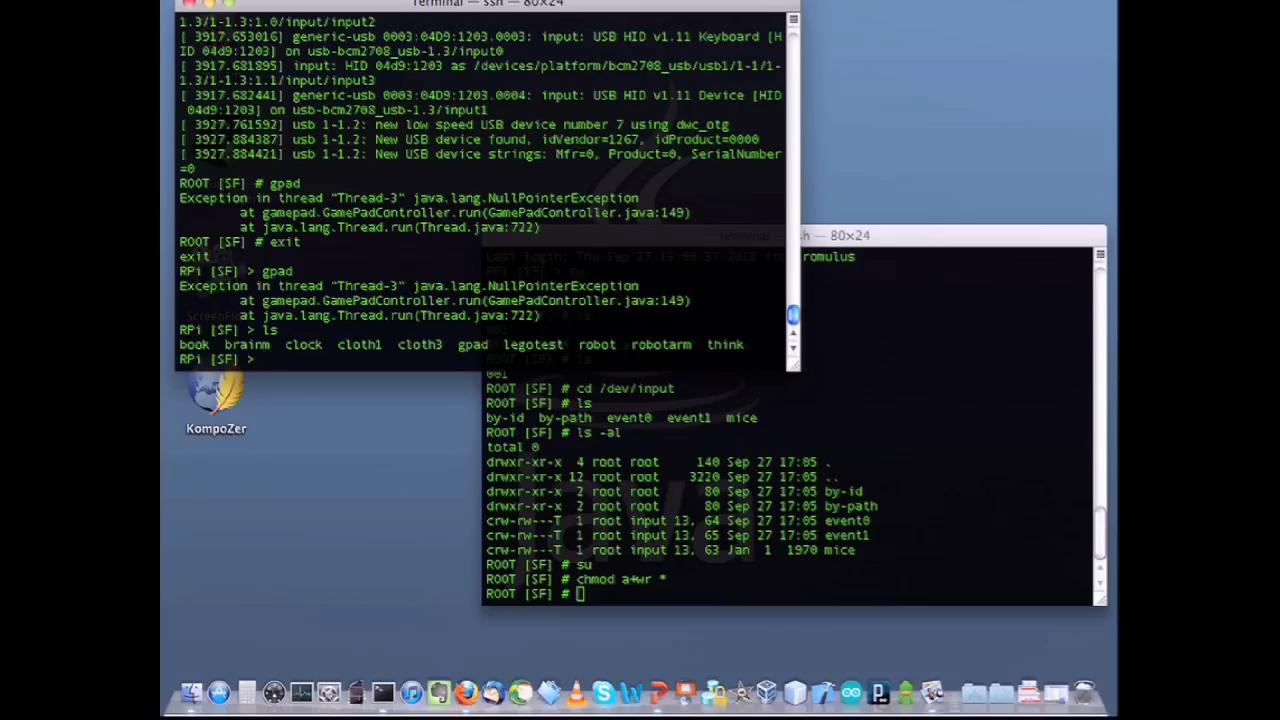 Terminal — ssh — 80×24
1.3/1-1.3:1.0/input/input2
[ 3917.653016] generic-usb 0003:04D9:1203.0003: input: USB HID v1.11 Keyboard [H
ID 04d9:1203] on usb-bcm2708_usb-1.3/input0
[ 3917.681895] input: HID 04d9:1203 as /devices/platform/bcm2708_usb/usb1/1-1/1-
1.3/1-1.3:1.1/input/input3
[ 3917.682441] generic-usb 0003:04D9:1203.0004: input: USB HID v1.11 Device [HID
 04d9:1203] on usb-bcm2708_usb-1.3/input1
[ 3927.761592] usb 1-1.2: new low speed USB device number 7 using dwc_otg
[ 3927.884387] usb 1-1.2: New USB device found, idVendor=1267, idProduct=0000
[ 3927.884421] usb 1-1.2: New USB device strings: Mfr=0, Product=0, SerialNumber
=0
ROOT [SF] # gpad
Exception in thread "Thread-3" java.lang.NullPointerException
        at gamepad.GamePadController.run(GamePadController.java:149)
        at java.lang.Thread.run(Thread.java:722)
ROOT [SF] # exit
exit
RPi [SF] > gpad
Exception in thread "Thread-3" java.lang.NullPointerException
        at gamepad.GamePadController.run(GamePadController.java:149)
        at java.lang.Thread.run(Thread.java:722)
RPi [SF] > ls
book  brainm  clock  cloth1  cloth3  gpad  legotest  robot  robotarm  think
RPi [SF] >
KompoZer
Terminal — ssh — 80×24
Last login: Thu Sep 27 romulus
RPi [SF] > su
001
ROOT [SF] # cd /dev/input
ROOT [SF] # ls
by-id  by-path  event0  event1  mice
ROOT [SF] # ls -al
total 0
drwxr-xr-x  4 root root     140 Sep 27 17:05 .
drwxr-xr-x 12 root root    3220 Sep 27 17:05 ..
drwxr-xr-x  2 root root      80 Sep 27 17:05 by-id
drwxr-xr-x  2 root root      80 Sep 27 17:05 by-path
crw-rw---T  1 root input 13, 64 Sep 27 17:05 event0
crw-rw---T  1 root input 13, 65 Sep 27 17:05 event1
crw-rw---T  1 root input 13, 63 Jan  1  1970 mice
ROOT [SF] # su
ROOT [SF] # chmod a+wr *
ROOT [SF] #